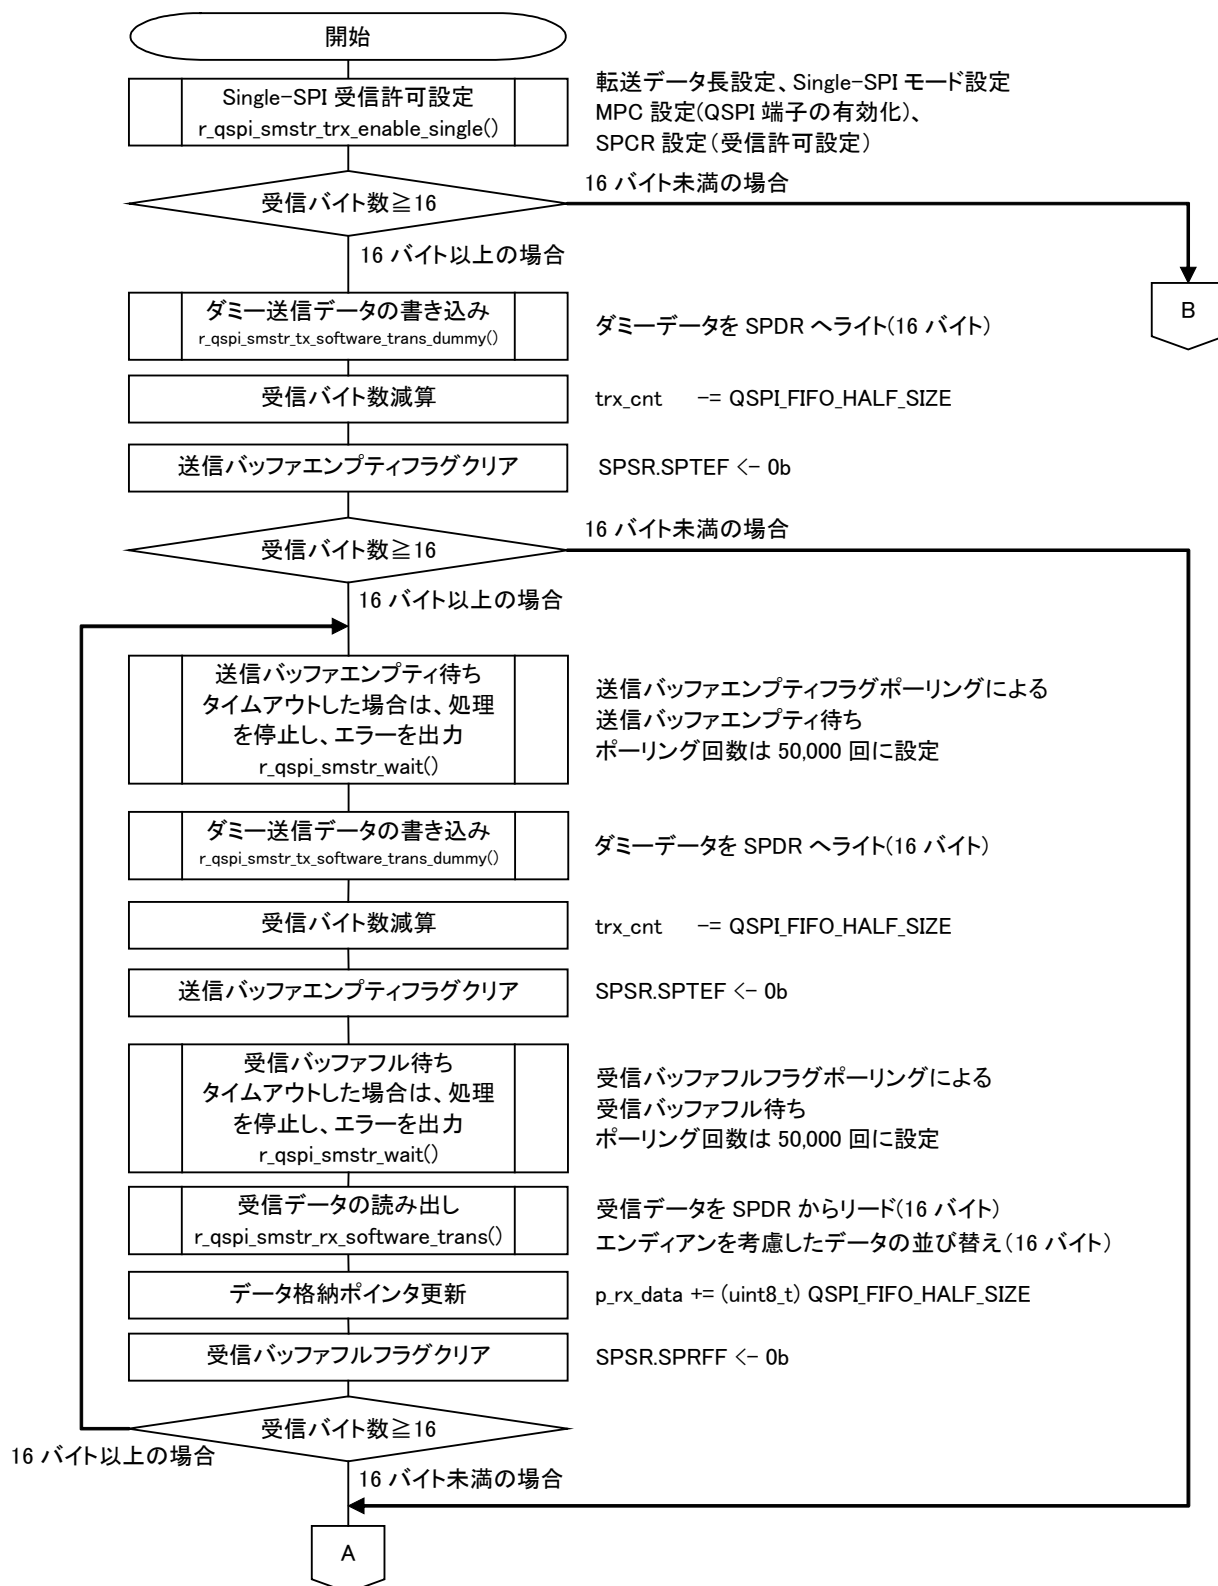 開始
Single-SPI 受信許可設定
r_qspi_smstr_trx_enable_single()
転送データ長設定、Single-SPI モード設定
MPC 設定(QSPI 端子の有効化)、
SPCR 設定(受信許可設定)
受信バイト数≧16
16 バイト未満の場合
16 バイト以上の場合
B
ダミー送信データの書き込み
r_qspi_smstr_tx_software_trans_dummy()
ダミーデータを SPDR へライト(16 バイト)
受信バイト数減算
trx_cnt -= QSPI_FIFO_HALF_SIZE
送信バッファエンプティフラグクリア
SPSR.SPTEF <- 0b
受信バイト数≧16
16 バイト未満の場合
16 バイト以上の場合
送信バッファエンプティ待ち
タイムアウトした場合は、処理
を停止し、エラーを出力
r_qspi_smstr_wait()
送信バッファエンプティフラグポーリングによる
送信バッファエンプティ待ち
ポーリング回数は 50,000 回に設定
ダミー送信データの書き込み
r_qspi_smstr_tx_software_trans_dummy()
ダミーデータを SPDR へライト(16 バイト)
受信バイト数減算
trx_cnt -= QSPI_FIFO_HALF_SIZE
送信バッファエンプティフラグクリア
SPSR.SPTEF <- 0b
受信バッファフル待ち
タイムアウトした場合は、処理
を停止し、エラーを出力
r_qspi_smstr_wait()
受信バッファフルフラグポーリングによる
受信バッファフル待ち
ポーリング回数は 50,000 回に設定
受信データの読み出し
r_qspi_smstr_rx_software_trans()
受信データを SPDR からリード(16 バイト)
エンディアンを考慮したデータの並び替え(16 バイト)
データ格納ポインタ更新
p_rx_data += (uint8_t) QSPI_FIFO_HALF_SIZE
受信バッファフルフラグクリア
SPSR.SPRFF <- 0b
受信バイト数≧16
16 バイト以上の場合
16 バイト未満の場合
A